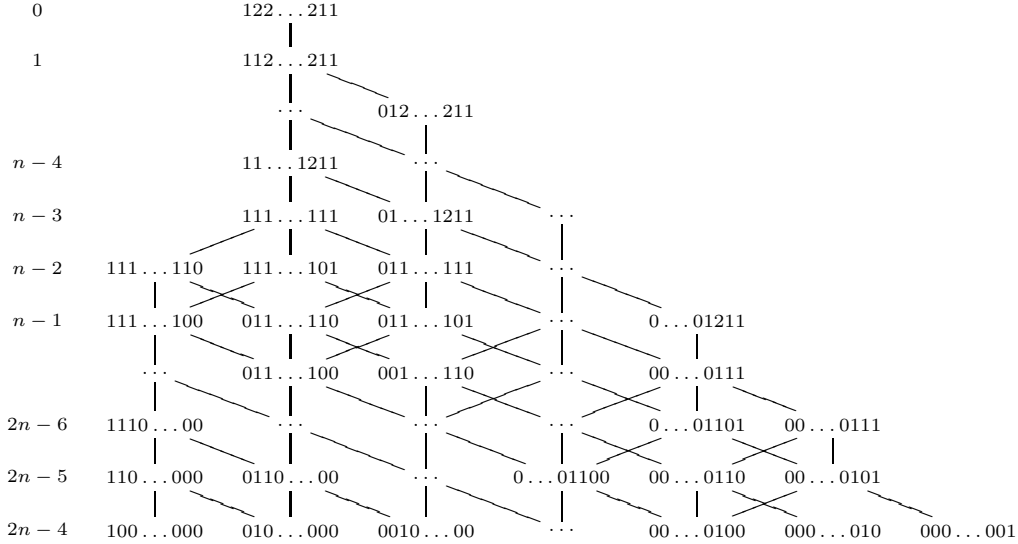 0 122 . . . 211
1 112 . . . 211
. . . 012 . . . 211
n − 4 11 . . . 1211 . . .
n − 3 111 . . . 111 01 . . . 1211 . . .
n − 2 111 . . . 110 111 . . . 101 011 . . . 111 . . .
n − 1 111 . . . 100 011 . . . 110 011 . . . 101 . . . 0 . . . 01211
. . . 011 . . . 100 001 . . . 110 . . . 00 . . . 0111
2n − 6 1110 . . . 00 . . . . . . . . . 0 . . . 01101 00 . . . 0111
2n − 5 110 . . . 000 0110 . . . 00 . . . 0 . . . 01100 00 . . . 0110 00 . . . 0101
2n − 4 100 . . . 000 010 . . . 000 0010 . . . 00 . . . 00 . . . 0100 000 . . . 010 000 . . . 001